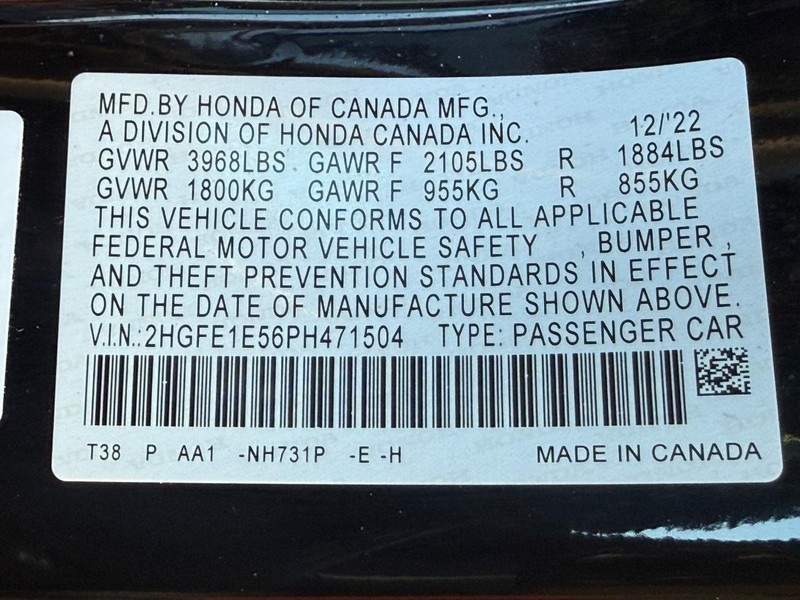 MFD.BY HONDA OF CANADA MFG.,
A DIVISION OF HONDA CANADA INC. 12/'22
GVWR 3968LBS GAWR F 2105LBS R 1884LBS
GVWR 1800KG GAWR F 955KG R 855KG
THIS VEHICLE CONFORMS TO ALL APPLICABLE
FEDERAL MOTOR VEHICLE SAFETY , BUMPER ,
AND THEFT PREVENTION STANDARDS IN EFFECT
ON THE DATE OF MANUFACTURE SHOWN ABOVE.
V.I.N.:2HGFE1E56PH471504 TYPE: PASSENGER CAR
T38 P AA1 -NH731P -E -H MADE IN CANADA